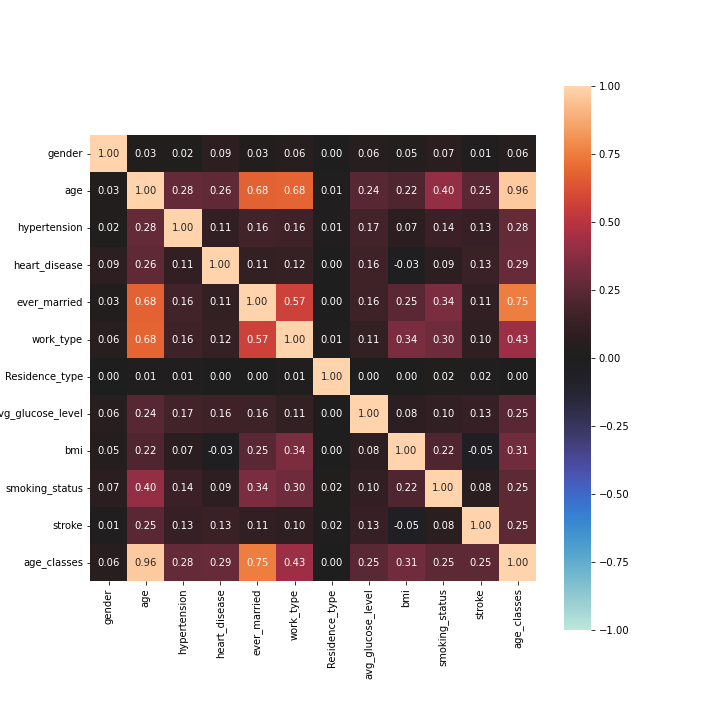 gender 1.00 0.03 0.02 0.09 0.03 0.06 0.00 0.06 0.05 0.07 0.01 0.06
age 0.03 1.00 0.28 0.26 0.68 0.68 0.01 0.24 0.22 0.40 0.25 0.96
hypertension 0.02 0.28 1.00 0.11 0.16 0.16 0.01 0.17 0.07 0.14 0.13 0.28
heart_disease 0.09 0.26 0.11 1.00 0.11 0.12 0.00 0.16 -0.03 0.09 0.13 0.29
ever_married 0.03 0.68 0.16 0.11 1.00 0.57 0.00 0.16 0.25 0.34 0.11 0.75
work_type 0.06 0.68 0.16 0.12 0.57 1.00 0.01 0.11 0.34 0.30 0.10 0.43
Residence_type 0.00 0.01 0.01 0.00 0.00 0.01 1.00 0.00 0.00 0.02 0.02 0.00
vg_glucose_level 0.06 0.24 0.17 0.16 0.16 0.11 0.00 1.00 0.08 0.10 0.13 0.25
bmi 0.05 0.22 0.07 -0.03 0.25 0.34 0.00 0.08 1.00 0.22 -0.05 0.31
smoking_status 0.07 0.40 0.14 0.09 0.34 0.30 0.02 0.10 0.22 1.00 0.08 0.25
stroke 0.01 0.25 0.13 0.13 0.11 0.10 0.02 0.13 -0.05 0.08 1.00 0.25
age_classes 0.06 0.96 0.28 0.29 0.75 0.43 0.00 0.25 0.31 0.25 0.25 1.00
gender
age
hypertension
heart_disease
ever_married
work_type
Residence_type
avg_glucose_level
bmi
smoking_status
stroke
age_classes
1.00
0.75
0.50
0.25
0.00
−0.25
−0.50
−0.75
−1.00